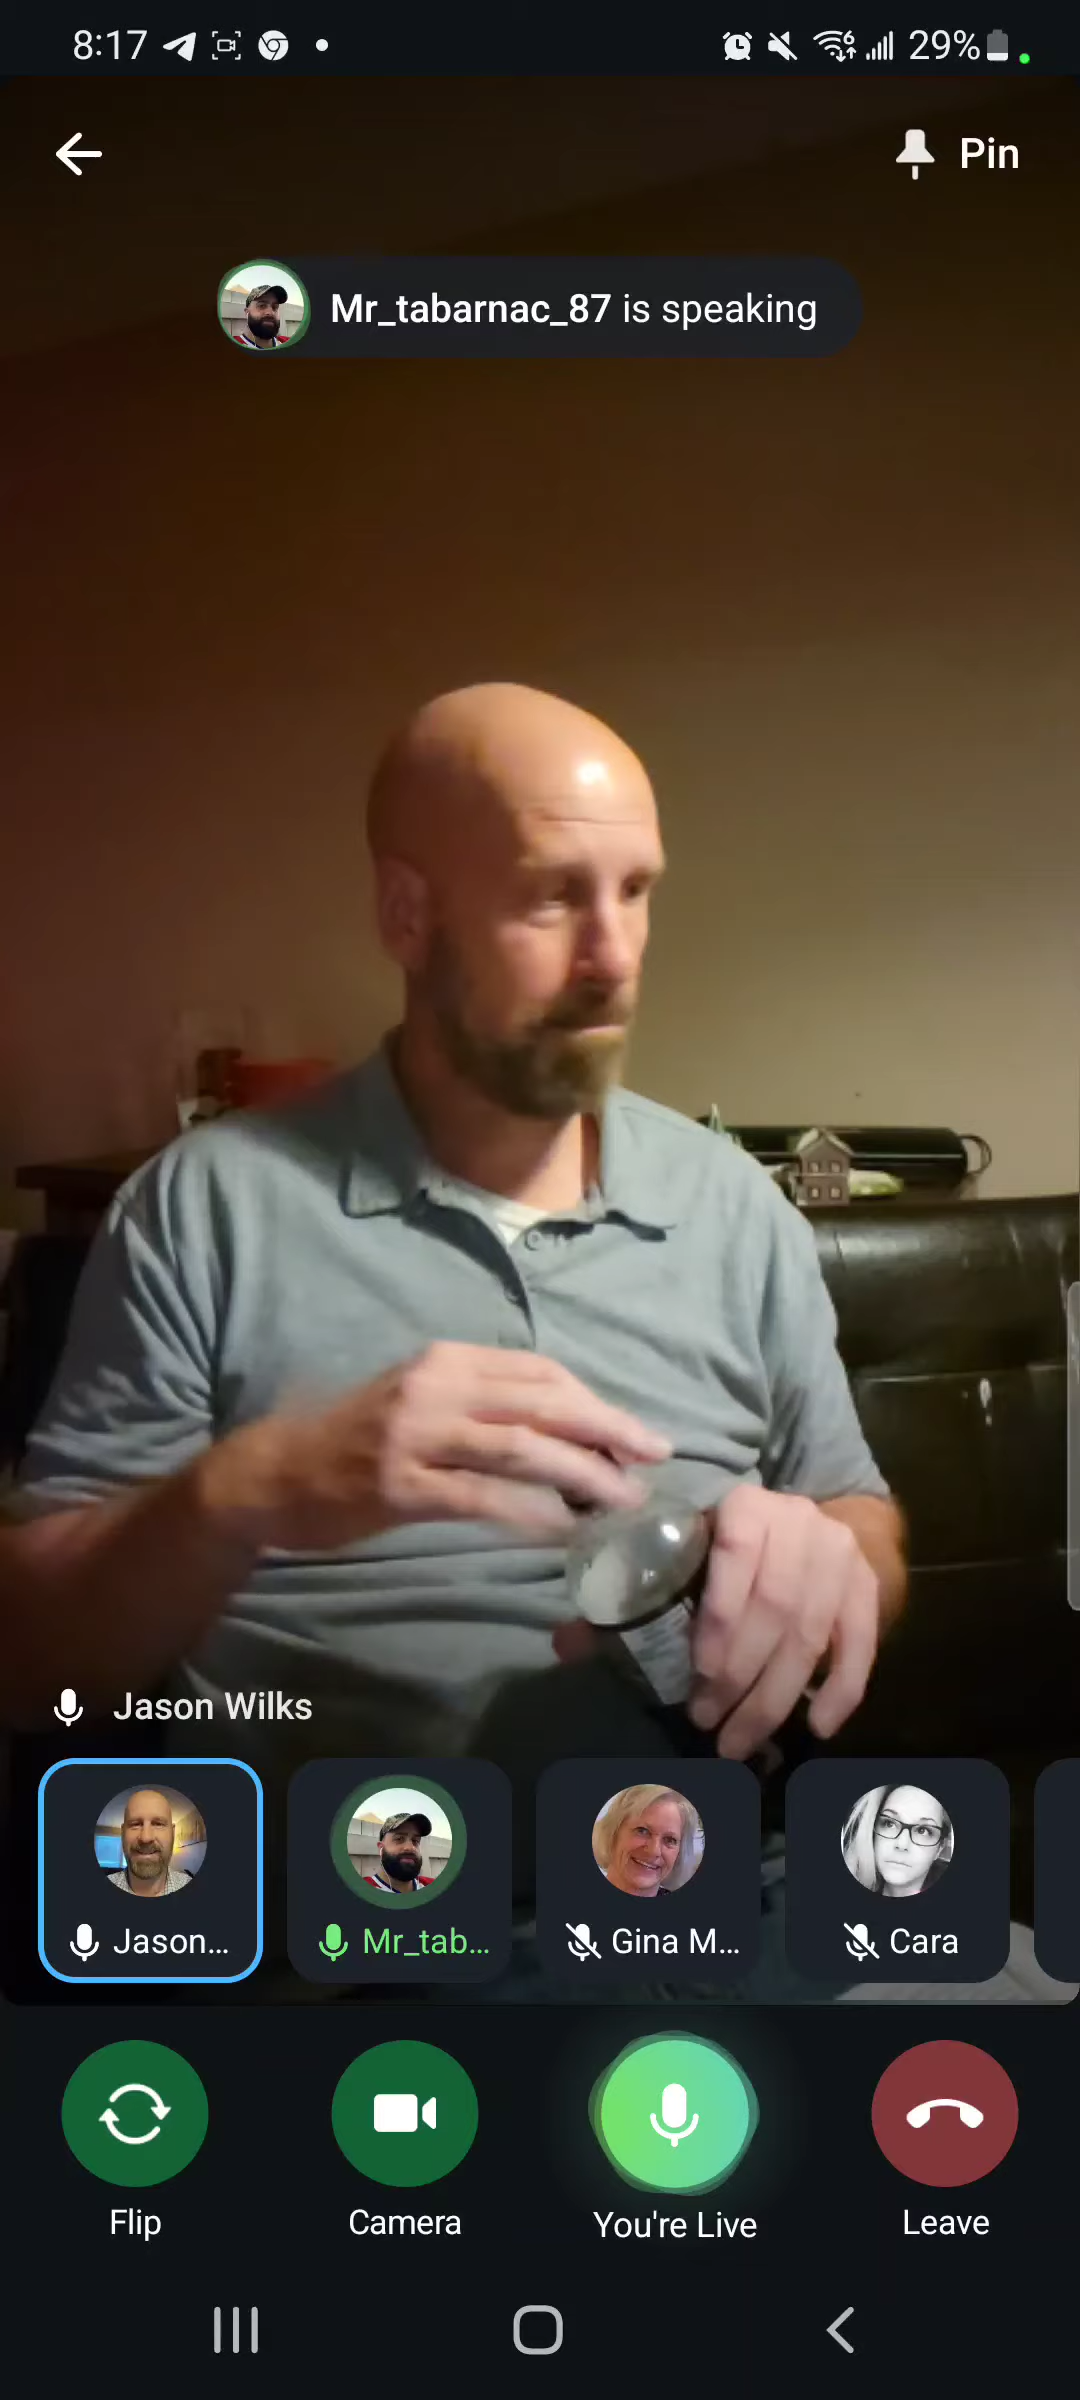 8:17
29%
Pin
Mr_tabarnac_87 is speaking
Jason Wilks
Jason...
Mr_tab...
Gina M...
Cara
Flip
Camera
You're Live
Leave